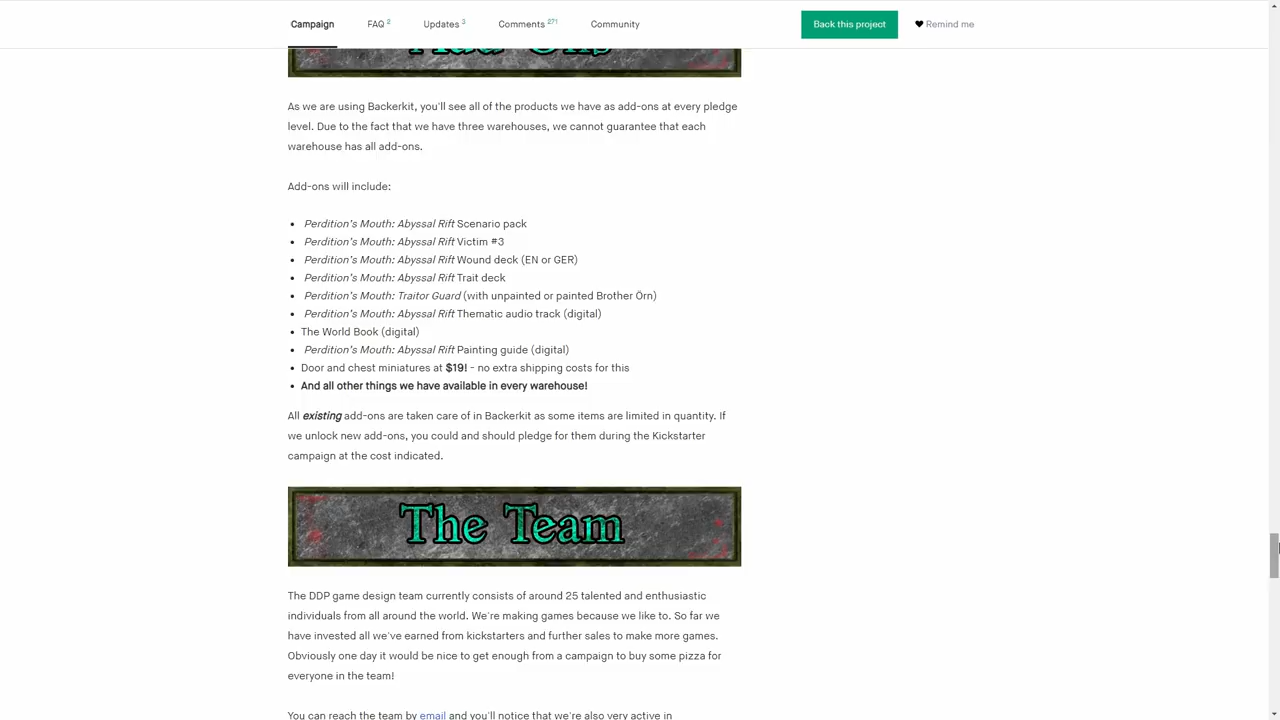 Campaign FAQ 2 Updates 3 Comments 271 Community Back this project Remind me
Add-Ons
As we are using Backerkit, you'll see all of the products we have as add-ons at every pledge
level. Due to the fact that we have three warehouses, we cannot guarantee that each
warehouse has all add-ons.
Add-ons will include:
• Perdition's Mouth: Abyssal Rift Scenario pack
• Perdition's Mouth: Abyssal Rift Victim #3
• Perdition's Mouth: Abyssal Rift Wound deck (EN or GER)
• Perdition's Mouth: Abyssal Rift Trait deck
• Perdition's Mouth: Traitor Guard (with unpainted or painted Brother Örn)
• Perdition's Mouth: Abyssal Rift Thematic audio track (digital)
• The World Book (digital)
• Perdition's Mouth: Abyssal Rift Painting guide (digital)
• Door and chest miniatures at $19! - no extra shipping costs for this
• And all other things we have available in every warehouse!
All existing add-ons are taken care of in Backerkit as some items are limited in quantity. If
we unlock new add-ons, you could and should pledge for them during the Kickstarter
campaign at the cost indicated.
The Team
The DDP game design team currently consists of around 25 talented and enthusiastic
individuals from all around the world. We're making games because we like to. So far we
have invested all we've earned from kickstarters and further sales to make more games.
Obviously one day it would be nice to get enough from a campaign to buy some pizza for
everyone in the team!
You can reach the team by email and you'll notice that we're also very active in